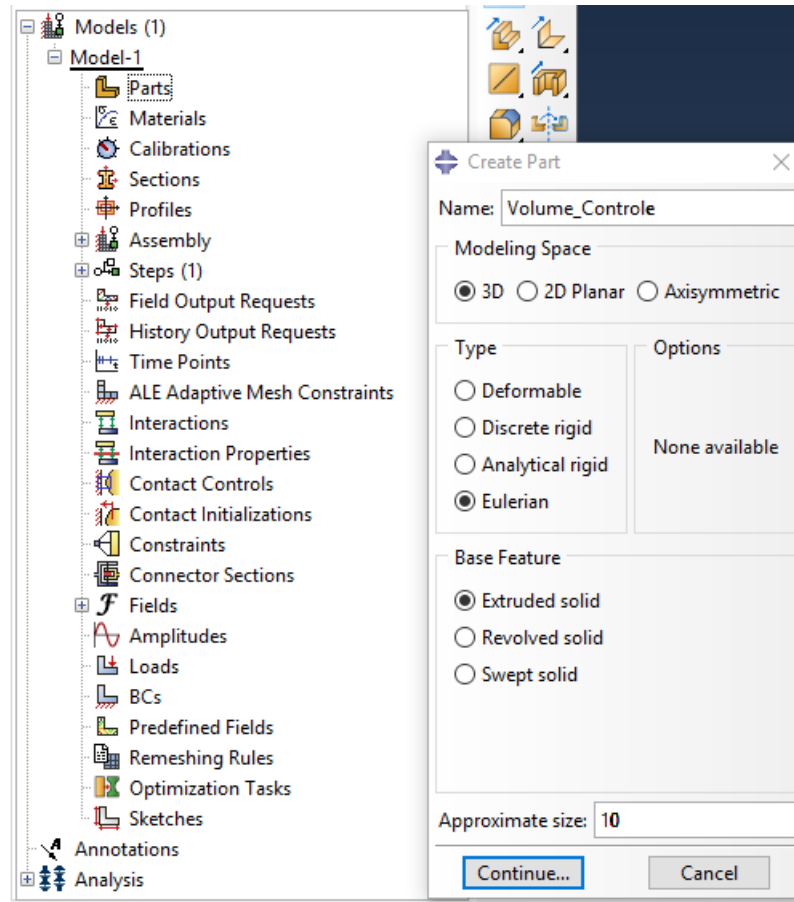 Models (1)
Model-1
Parts
Materials
Calibrations
Sections
Profiles
Assembly
Steps (1)
Field Output Requests
History Output Requests
Time Points
ALE Adaptive Mesh Constraints
Interactions
Interaction Properties
Contact Controls
Contact Initializations
Constraints
Connector Sections
Fields
Amplitudes
Loads
BCs
Predefined Fields
Remeshing Rules
Optimization Tasks
Sketches
Annotations
Analysis
Create Part
Name: Volume_Controle
Modeling Space
3D 2D Planar Axisymmetric
Type
Deformable
Discrete rigid
Analytical rigid
Eulerian
Options
None available
Base Feature
Extruded solid
Revolved solid
Swept solid
Approximate size: 10
Continue... Cancel